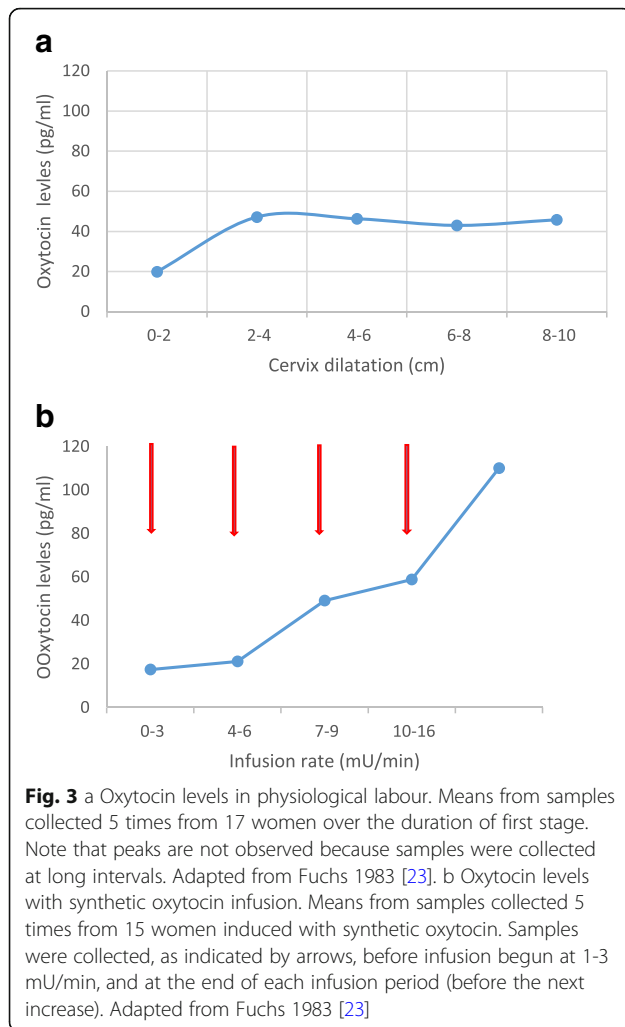 a
120
100
80
60
40
20
0
Oxytocin levles (pg/ml)
0-2 2-4 4-6 6-8 8-10
Cervix dilatation (cm)
b
120
100
80
60
40
20
0
OOxytocin levles (pg/ml)
0-3 4-6 7-9 10-16
Infusion rate (mU/min)
Fig. 3 a Oxytocin levels in physiological labour. Means from samples
collected 5 times from 17 women over the duration of first stage.
Note that peaks are not observed because samples were collected
at long intervals. Adapted from Fuchs 1983 [23]. b Oxytocin levels
with synthetic oxytocin infusion. Means from samples collected 5
times from 15 women induced with synthetic oxytocin. Samples
were collected, as indicated by arrows, before infusion begun at 1-3
mU/min, and at the end of each infusion period (before the next
increase). Adapted from Fuchs 1983 [23]